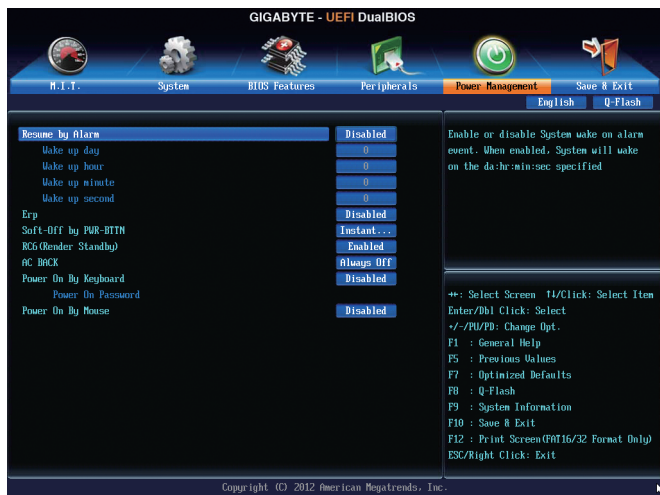 GIGABYTE - UEFI DualBIOS
M.I.T.
System
BIOS Features
Peripherals
Power Management
Save & Exit
English
Q-Flash
Resume by Alarm Disabled
Wake up day 0
Wake up hour 0
Wake up minute 0
Wake up second 0
Erp Disabled
Soft-Off by PWR-BTTN Instant...
RC6(Render Standby) Enabled
AC BACK Always Off
Power On By Keyboard Disabled
Power On Password
Power On By Mouse Disabled
Enable or disable System wake on alarm
event. When enabled, System will wake
on the da:hr:min:sec specified
→←: Select Screen ↑↓/Click: Select Item
Enter/Dbl Click: Select
+/-/PU/PD: Change Opt.
F1 : General Help
F5 : Previous Values
F7 : Optimized Defaults
F8 : Q-Flash
F9 : System Information
F10 : Save & Exit
F12 : Print Screen(FAT16/32 Format Only)
ESC/Right Click: Exit
Copyright (C) 2012 American Megatrends, Inc.